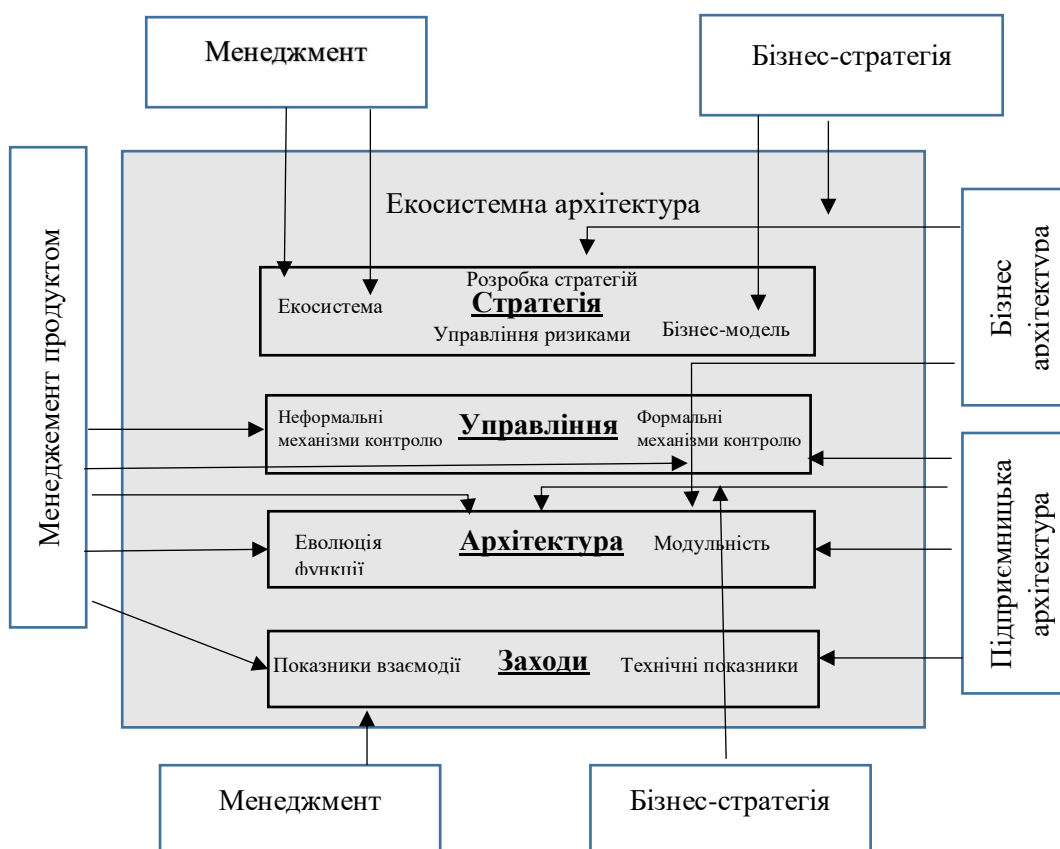 Менеджмент
Бізнес-стратегія
Менеджемент продуктом
Екосистемна архітектура
Бізнес
архітектура
Розробка стратегій
Екосистема
Стратегія
Управління ризиками
Бізнес-модель
Неформальні
механізми контролю
Управління
Формальні
механізми контролю
Підприємницька
архітектура
Еволюція
функції
Архітектура
Модульність
Показники взаємодії
Заходи
Технічні показники
Менеджмент
Бізнес-стратегія